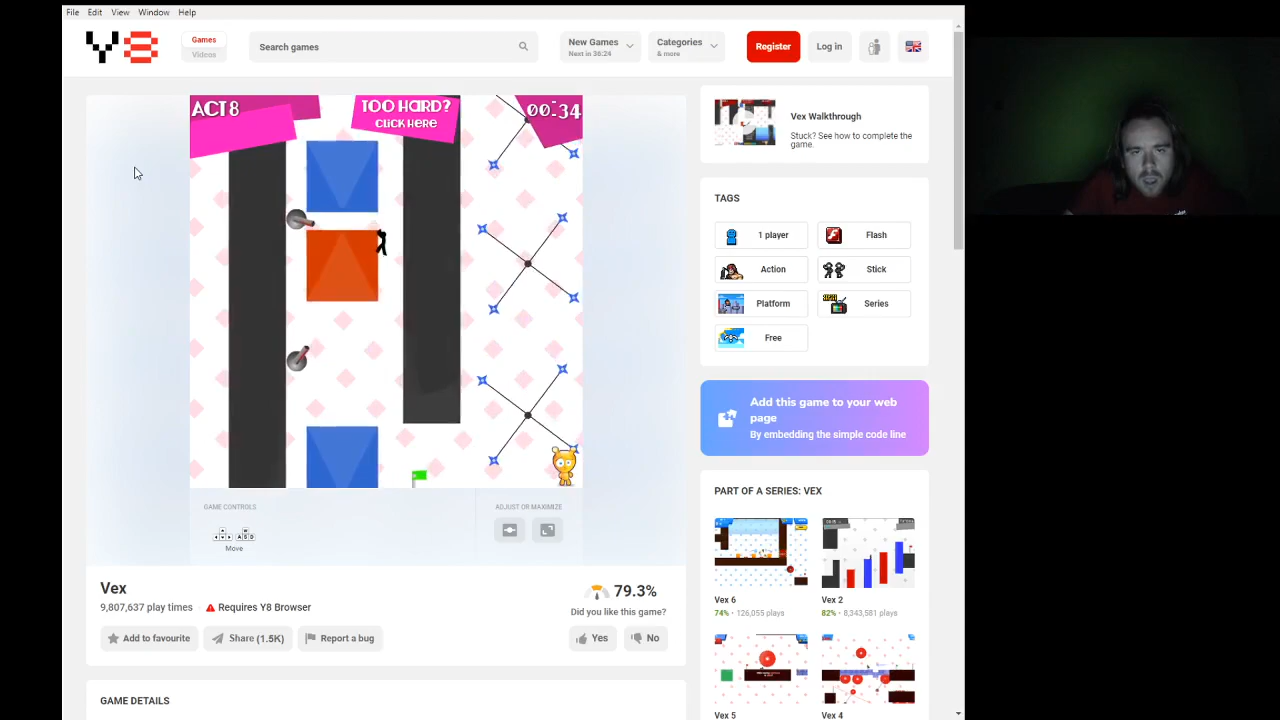 File Edit View Window Help
Y8
Games
Videos
Search games
New Games
Next in 36:24
Categories
& more
Register
Log in
ACT 8
TOO HARD?
CLICK HERE
00:34
Vex Walkthrough
Stuck? See how to complete the
game.
TAGS
1 player
Flash
Action
Stick
Platform
Series
Free
Add this game to your web
page
By embedding the simple code line
PART OF A SERIES: VEX
Vex 6
74% • 126,055 plays
Vex 2
82% • 8,343,581 plays
Vex 5
Vex 4
GAME CONTROLS
Move
ADJUST OR MAXIMIZE
Vex
9,807,637 play times
Requires Y8 Browser
79.3%
Did you like this game?
Add to favourite
Share (1.5K)
Report a bug
Yes
No
GAME DETAILS